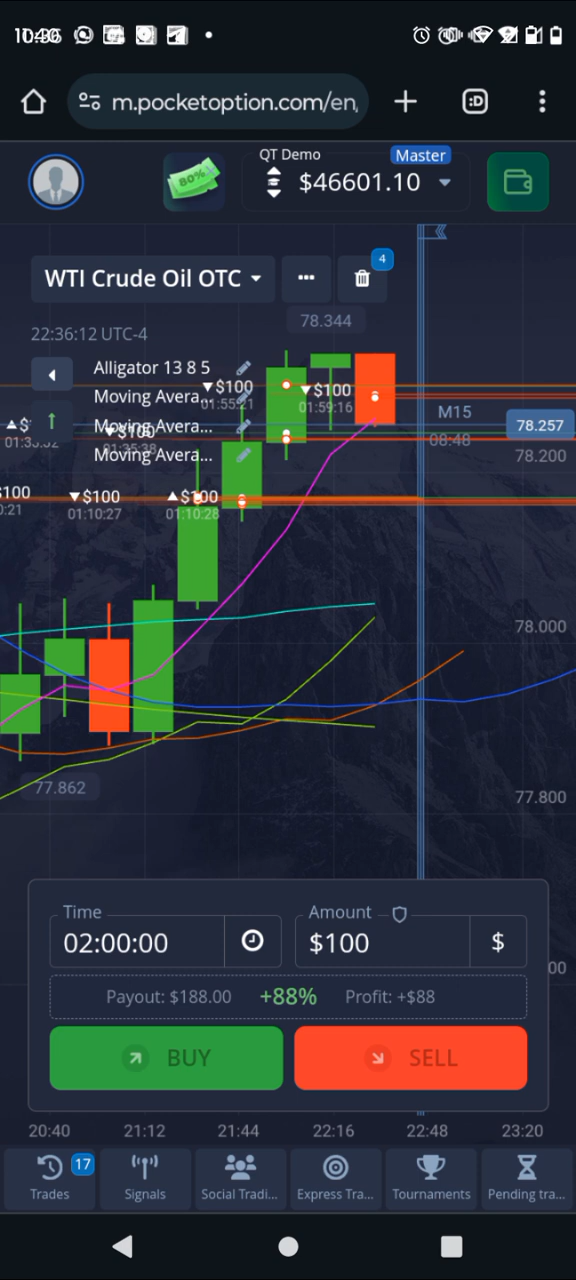 m.pocketoption.com/en,
:D
80%
QT Demo
Master
$46601.10
WTI Crude Oil OTC
4
78.344
22:36:12 UTC-4
Alligator 13 8 5
Moving Avera...
Moving Avera...
Moving Avera...
▼$100
01:55:21
▼$100
01:59:16
▲$
▼$100
M15
08:48
78.257
78.200
$100
0:21
▼$100
01:10:27
▲$100
01:10:28
78.000
77.862
77.800
00
Time
02:00:00
Amount
$100
$
Payout: $188.00
+88%
Profit: +$88
BUY
SELL
20:40
21:12
21:44
22:16
22:48
23:20
17
Trades
Signals
Social Tradi...
Express Tra...
Tournaments
Pending tra...